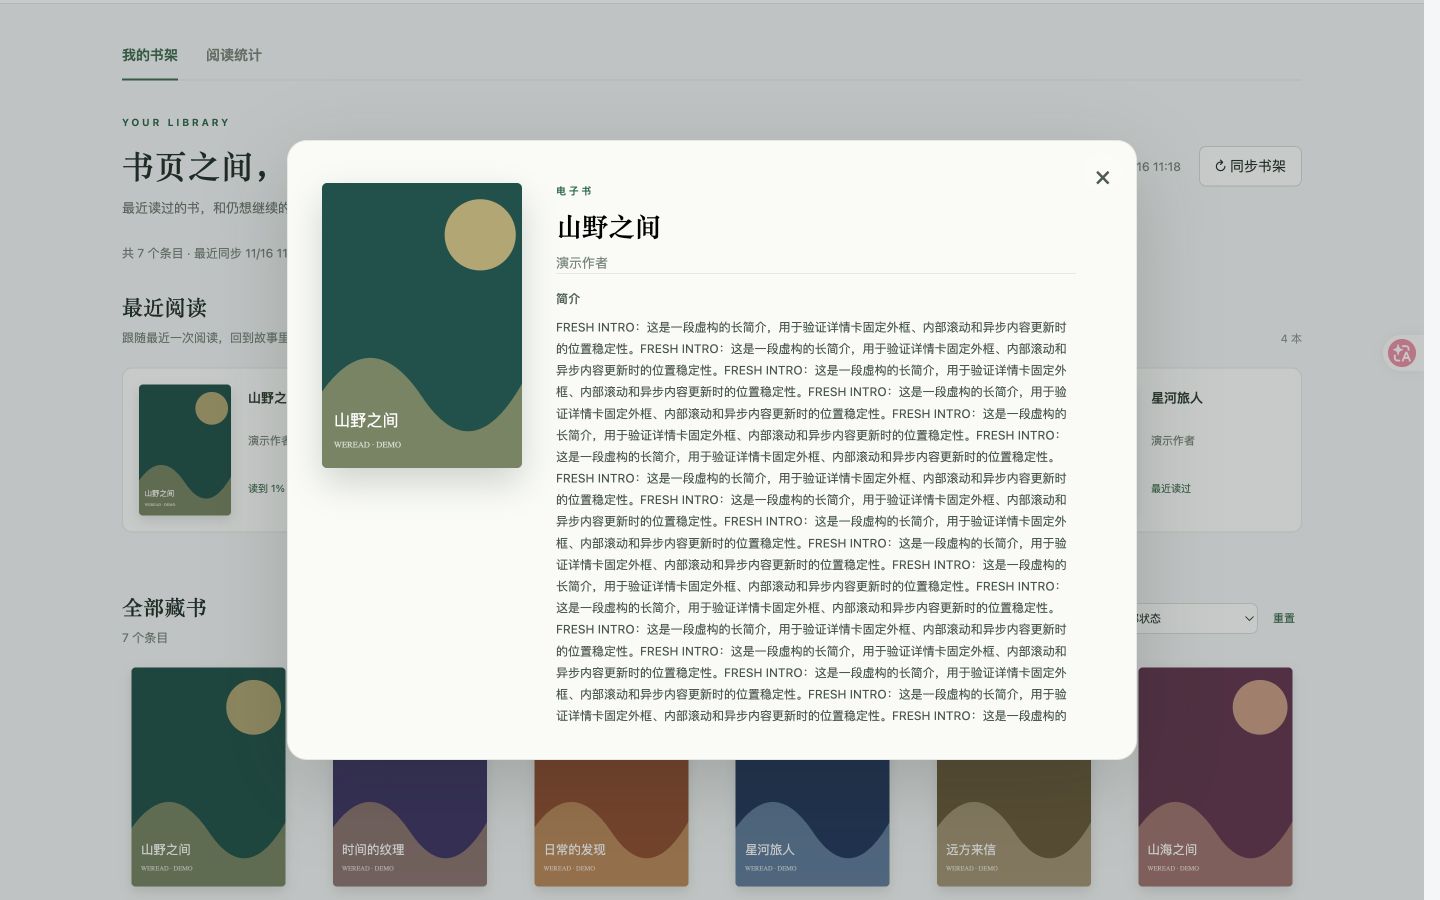 我的书架 阅读统计
YOUR LIBRARY
书页之间，
16 11:18 同步书架
最近读过的书，和仍想继续的
共 7 个条目 · 最近同步 11/16 11
最近阅读
跟随最近一次阅读，回到故事里
4 本
山野之间
WEREAD · DEMO
山野之
演示作者
读到 1%
星河旅人
演示作者
最近读过
全部藏书
7 个条目
状态
重置
电子书
山野之间
演示作者
山野之间
WEREAD · DEMO
简介
FRESH INTRO：这是一段虚构的长简介，用于验证详情卡固定外框、内部滚动和异步内容更新时
的位置稳定性。FRESH INTRO：这是一段虚构的长简介，用于验证详情卡固定外框、内部滚动和
异步内容更新时的位置稳定性。FRESH INTRO：这是一段虚构的长简介，用于验证详情卡固定外
框、内部滚动和异步内容更新时的位置稳定性。FRESH INTRO：这是一段虚构的长简介，用于验
证详情卡固定外框、内部滚动和异步内容更新时的位置稳定性。FRESH INTRO：这是一段虚构的
长简介，用于验证详情卡固定外框、内部滚动和异步内容更新时的位置稳定性。FRESH INTRO：
这是一段虚构的长简介，用于验证详情卡固定外框、内部滚动和异步内容更新时的位置稳定性。
FRESH INTRO：这是一段虚构的长简介，用于验证详情卡固定外框、内部滚动和异步内容更新时
的位置稳定性。FRESH INTRO：这是一段虚构的长简介，用于验证详情卡固定外框、内部滚动和
异步内容更新时的位置稳定性。FRESH INTRO：这是一段虚构的长简介，用于验证详情卡固定外
框、内部滚动和异步内容更新时的位置稳定性。FRESH INTRO：这是一段虚构的长简介，用于验
证详情卡固定外框、内部滚动和异步内容更新时的位置稳定性。FRESH INTRO：这是一段虚构的
长简介，用于验证详情卡固定外框、内部滚动和异步内容更新时的位置稳定性。FRESH INTRO：
这是一段虚构的长简介，用于验证详情卡固定外框、内部滚动和异步内容更新时的位置稳定性。
FRESH INTRO：这是一段虚构的长简介，用于验证详情卡固定外框、内部滚动和异步内容更新时
的位置稳定性。FRESH INTRO：这是一段虚构的长简介，用于验证详情卡固定外框、内部滚动和
异步内容更新时的位置稳定性。FRESH INTRO：这是一段虚构的长简介，用于验证详情卡固定外
框、内部滚动和异步内容更新时的位置稳定性。FRESH INTRO：这是一段虚构的长简介，用于验
证详情卡固定外框、内部滚动和异步内容更新时的位置稳定性。FRESH INTRO：这是一段虚构的
山野之间
WEREAD · DEMO
时间的纹理
WEREAD · DEMO
日常的发现
WEREAD · DEMO
星河旅人
WEREAD · DEMO
远方来信
WEREAD · DEMO
山海之间
WEREAD · DEMO